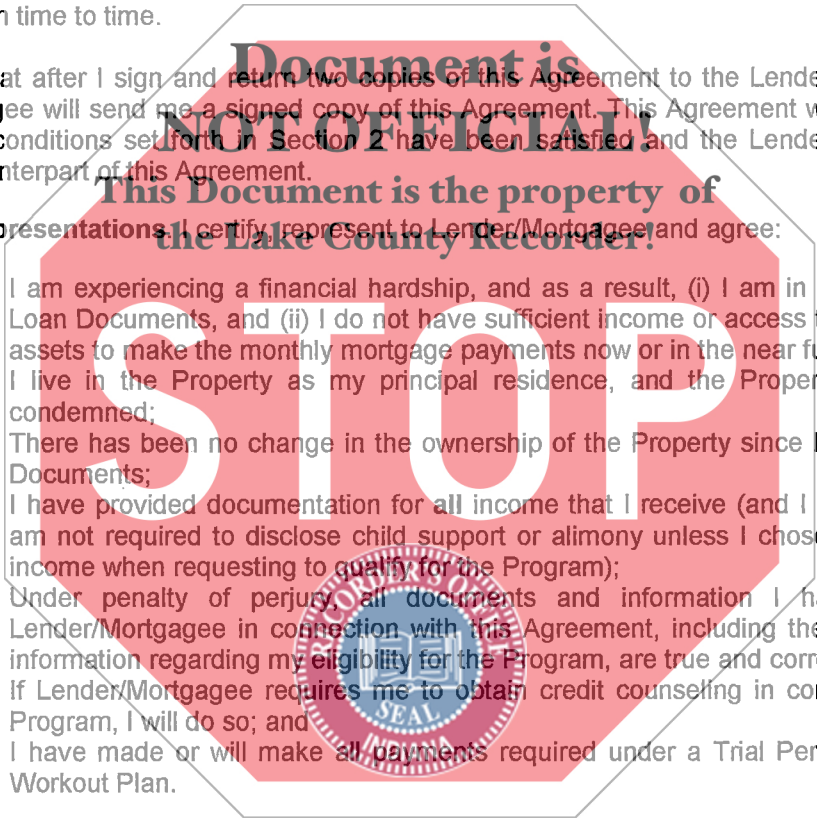 n time to time.
Document is
at after I sign and return two copies of this Agreement to the Lende
gee will send me a signed copy of this Agreement. This Agreement w
NOT OFFICIAL!
conditions set forth in Section 2 have been satisfied and the Lende
nterpart of this Agreement.
This Document is the property of
presentations. I certify, represent to Lender/Mortgagee and agree:
the Lake County Recorder!
I am experiencing a financial hardship, and as a result, (i) I am in
Loan Documents, and (ii) I do not have sufficient income or access t
assets to make the monthly mortgage payments now or in the near fu
I live in the Property as my principal residence, and the Proper
condemned;
There has been no change in the ownership of the Property since I
Documents;
STOP
I have provided documentation for all income that I receive (and I
am not required to disclose child support or alimony unless I chos
income when requesting to qualify for the Program);
Under penalty of perjury, all documents and information I h
Lender/Mortgagee in connection with this Agreement, including the
information regarding my eligibility for the Program, are true and corr
If Lender/Mortgagee requires me to obtain credit counseling in co
Program, I will do so; and
I have made or will make all payments required under a Trial Per
Workout Plan.
RECORDER'S OFFICE
SEAL
INDIANA